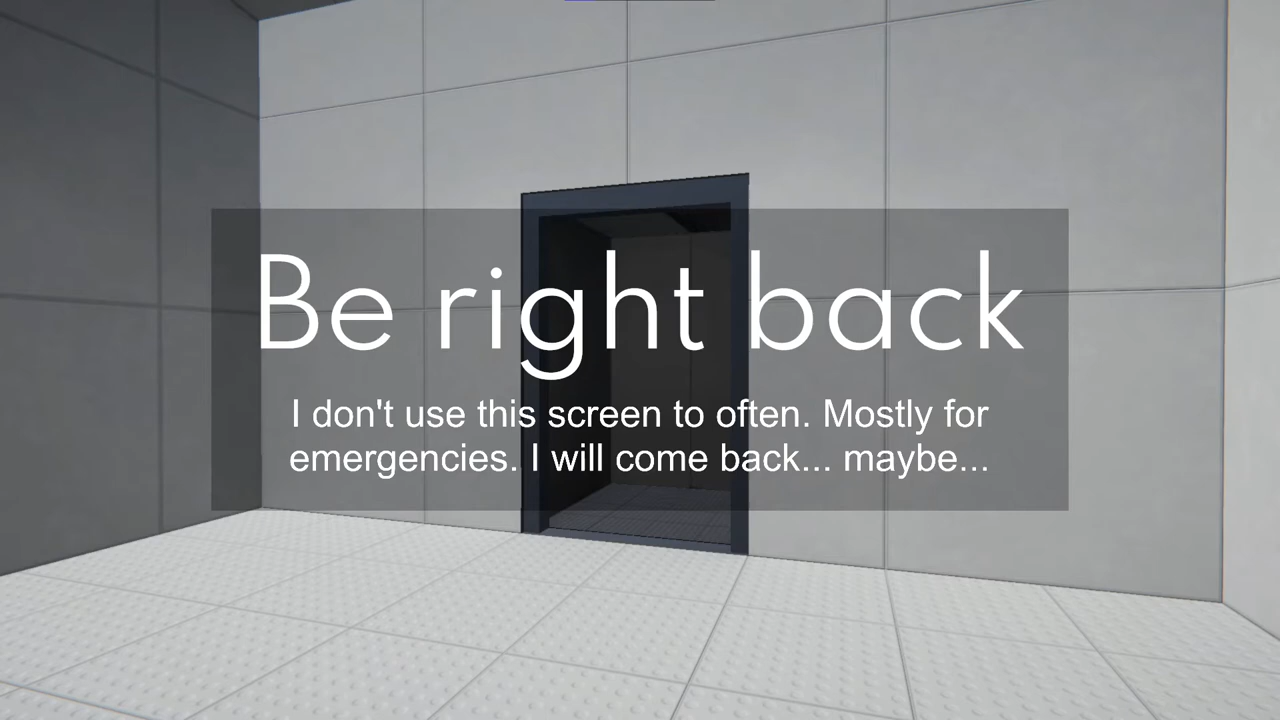 Be right back
I don't use this screen to often. Mostly for
emergencies. I will come back... maybe...